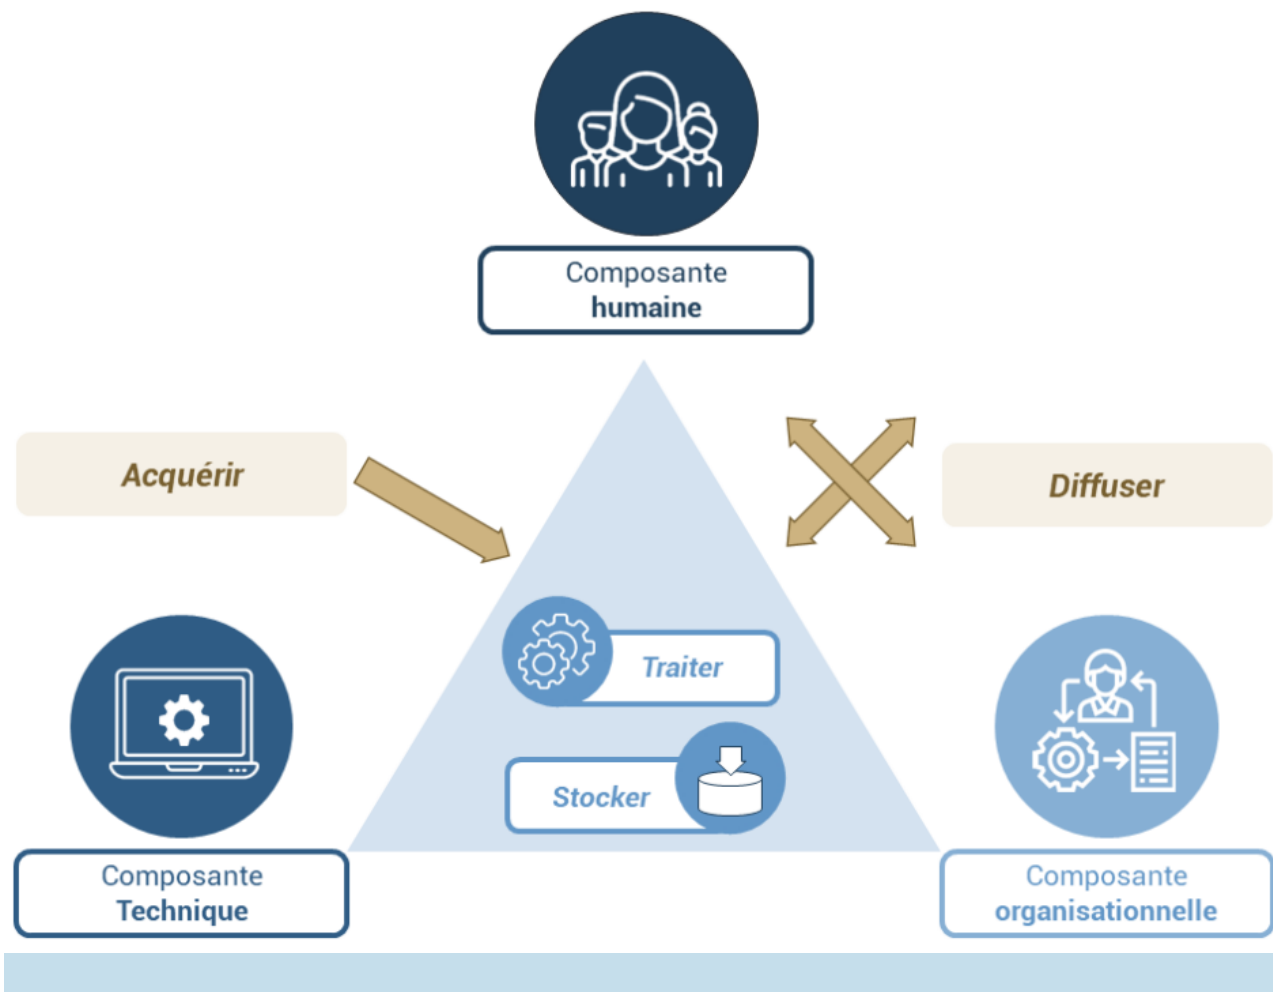 Composante
humaine
Acquérir
Diffuser
Traiter
Stocker
Composante
Technique
Composante
organisationnelle